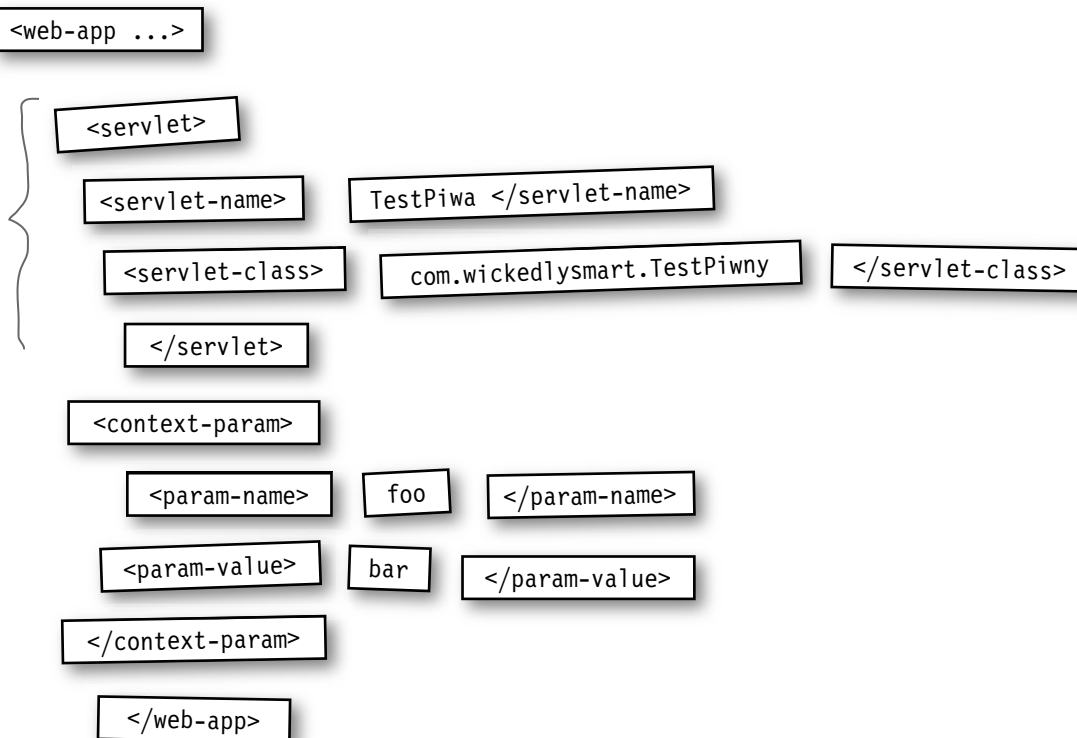 <web-app ...>
<servlet>
<servlet-name> TestPiwa </servlet-name>
<servlet-class> com.wickedlysmart.TestPiwny </servlet-class>
</servlet>
<context-param>
<param-name> foo </param-name>
<param-value> bar </param-value>
</context-param>
</web-app>